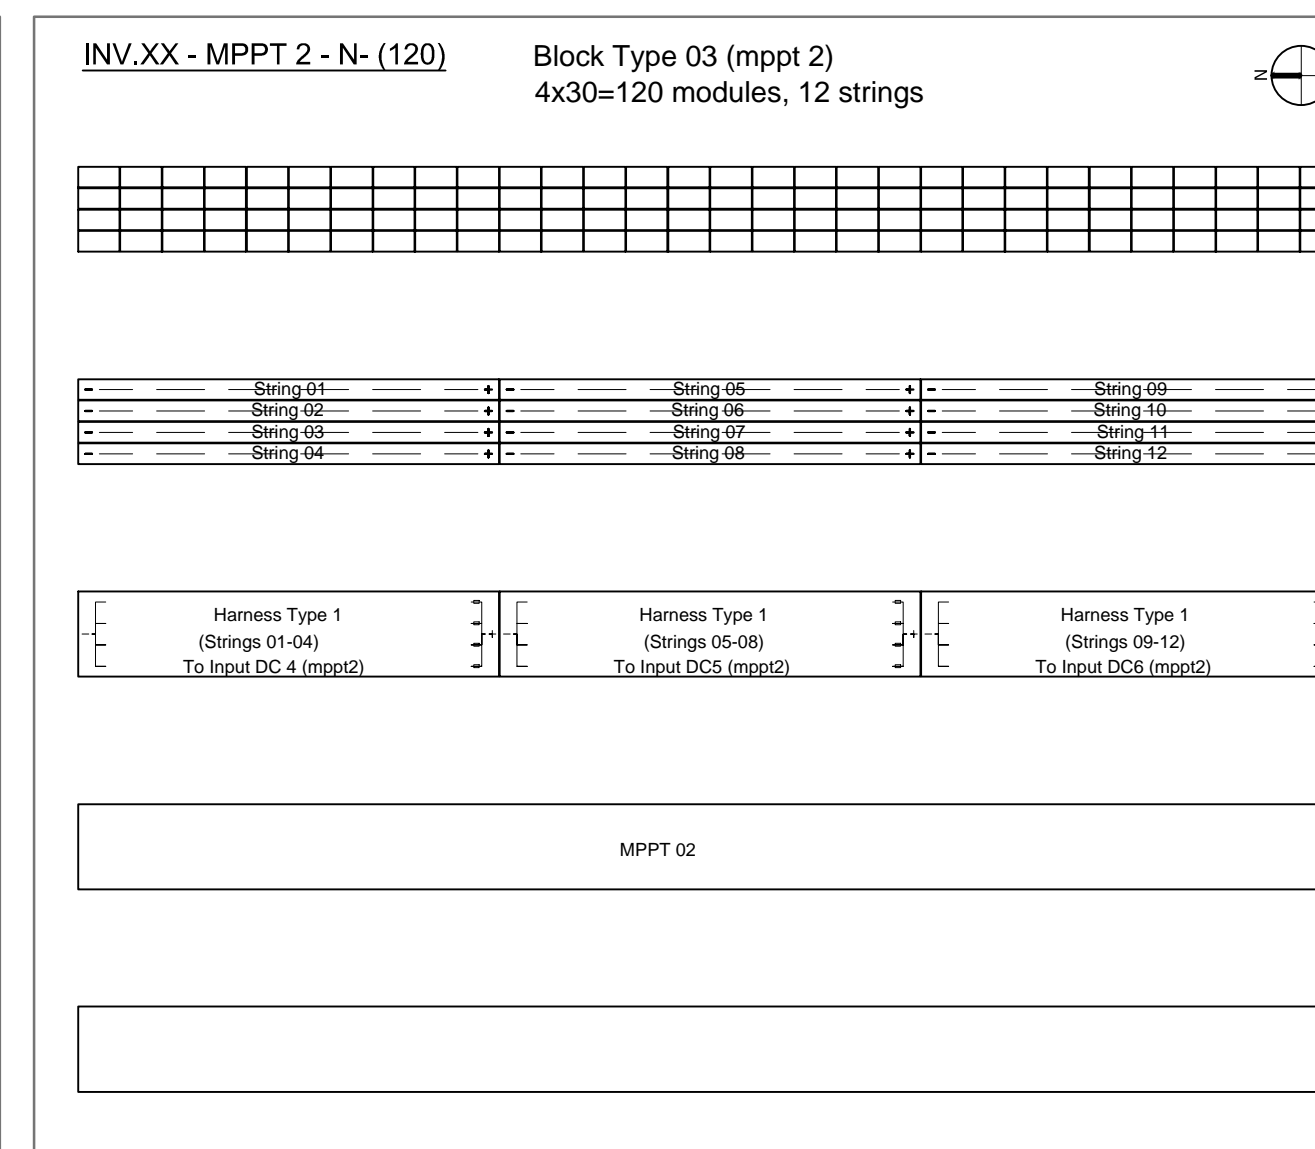 INV.XX - MPPT 2 - N- (120)
Block Type 03 (mppt 2)
4x30=120 modules, 12 strings
N
- String 01 + - String 05 + - String 09
- String 02 + - String 06 + - String 10
- String 03 + - String 07 + - String 11
- String 04 + - String 08 + - String 12
Harness Type 1
(Strings 01-04)
To Input DC 4 (mppt2)
- +
Harness Type 1
(Strings 05-08)
To Input DC5 (mppt2)
- +
Harness Type 1
(Strings 09-12)
To Input DC6 (mppt2)
-
MPPT 02